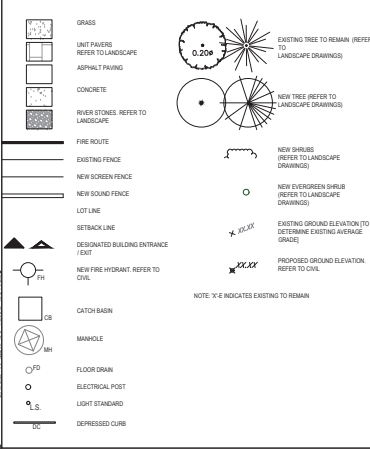 GRASS
UNIT PAVERS
REFER TO LANDSCAPE
ASPHALT PAVING
CONCRETE
RIVER STONES. REFER TO
LANDSCAPE
FIRE ROUTE
EXISTING FENCE
NEW SCREEN FENCE
NEW SOUND FENCE
LOT LINE
SETBACK LINE
DESIGNATED BUILDING ENTRANCE
/ EXIT
FH
NEW FIRE HYDRANT. REFER TO
CIVIL
CB
CATCH BASIN
MH
MANHOLE
FD
FLOOR DRAIN
ELECTRICAL POST
L.S.
LIGHT STANDARD
DC
DEPRESSED CURB
0.20ø
EXISTING TREE TO REMAIN (REFER
TO
LANDSCAPE DRAWINGS)
NEW TREE (REFER TO
LANDSCAPE DRAWINGS)
NEW SHRUBS
(REFER TO LANDSCAPE
DRAWINGS)
NEW EVERGREEN SHRUB
(REFER TO LANDSCAPE
DRAWINGS)
XX.XX
EXISTING GROUND ELEVATION [TO
DETERMINE EXISTING AVERAGE
GRADE]
XX.XX
PROPOSED GROUND ELEVATION.
REFER TO CIVIL
NOTE: 'X'-E INDICATES EXISTING TO REMAIN